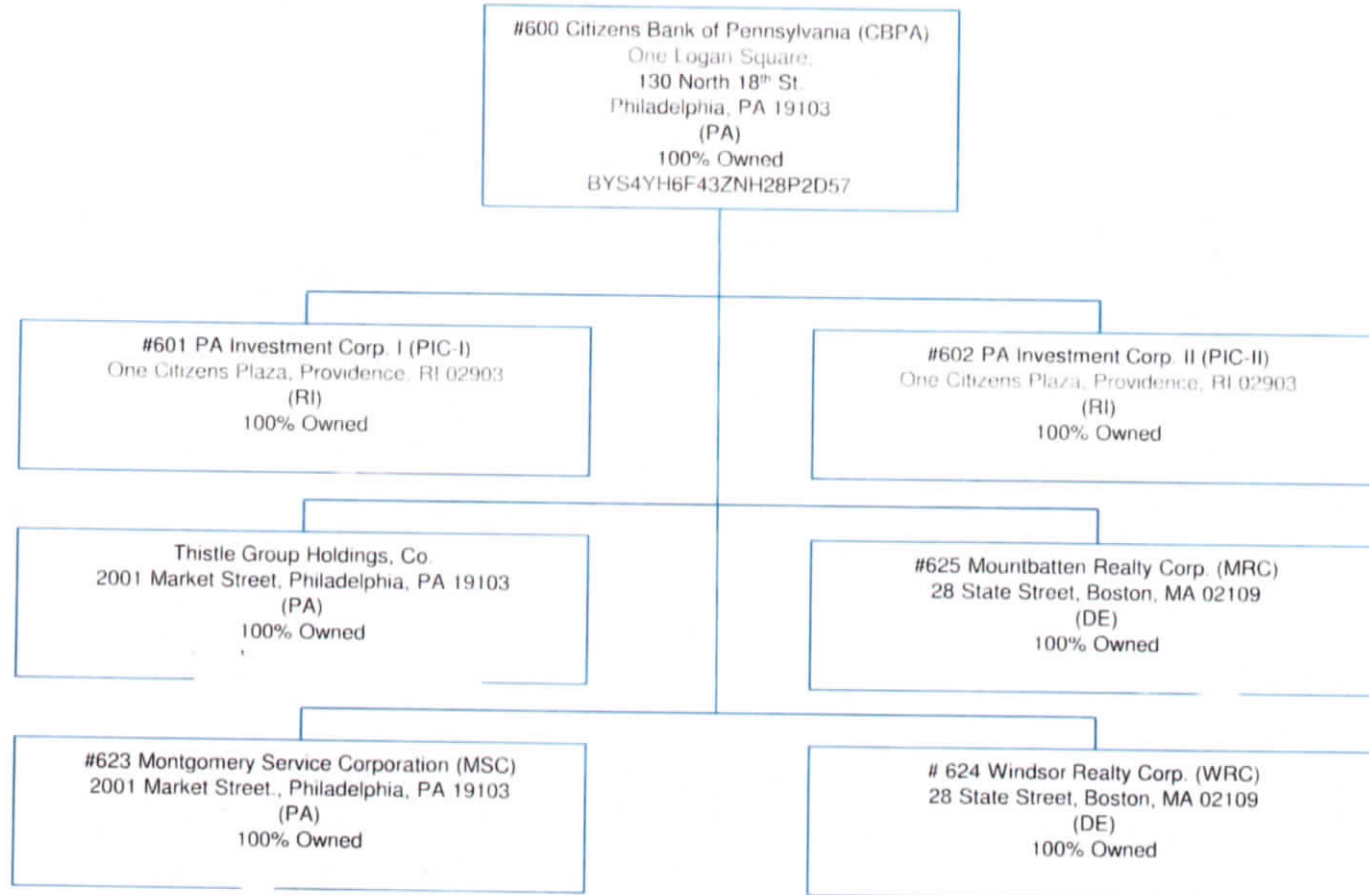 #600 Citizens Bank of Pennsylvania (CBPA)
One Logan Square,
130 North 18th St.
Philadelphia, PA 19103
(PA)
100% Owned
BYS4YH6F43ZNH28P2D57
#601 PA Investment Corp. I (PIC-I)
One Citizens Plaza, Providence, RI 02903
(RI)
100% Owned
#602 PA Investment Corp. II (PIC-II)
One Citizens Plaza, Providence, RI 02903
(RI)
100% Owned
Thistle Group Holdings, Co.
2001 Market Street, Philadelphia, PA 19103
(PA)
100% Owned
#625 Mountbatten Realty Corp. (MRC)
28 State Street, Boston, MA 02109
(DE)
100% Owned
#623 Montgomery Service Corporation (MSC)
2001 Market Street., Philadelphia, PA 19103
(PA)
100% Owned
# 624 Windsor Realty Corp. (WRC)
28 State Street, Boston, MA 02109
(DE)
100% Owned